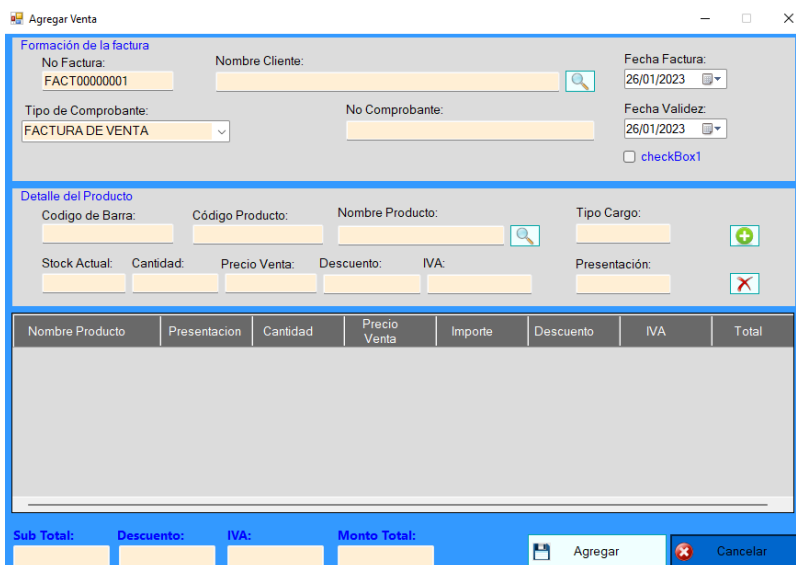 Agregar Venta
Formación de la factura
No Factura:
Nombre Cliente:
Fecha Factura:
FACT00000001
26/01/2023
Tipo de Comprobante:
No Comprobante:
Fecha Validez:
FACTURA DE VENTA
26/01/2023
checkBox1
Detalle del Producto
Codigo de Barra:
Código Producto:
Nombre Producto:
Tipo Cargo:
Stock Actual:
Cantidad:
Precio Venta:
Descuento:
IVA:
Presentación:
Nombre Producto
Presentacion
Cantidad
Precio
Venta
Importe
Descuento
IVA
Total
Sub Total:
Descuento:
IVA:
Monto Total:
Agregar
Cancelar